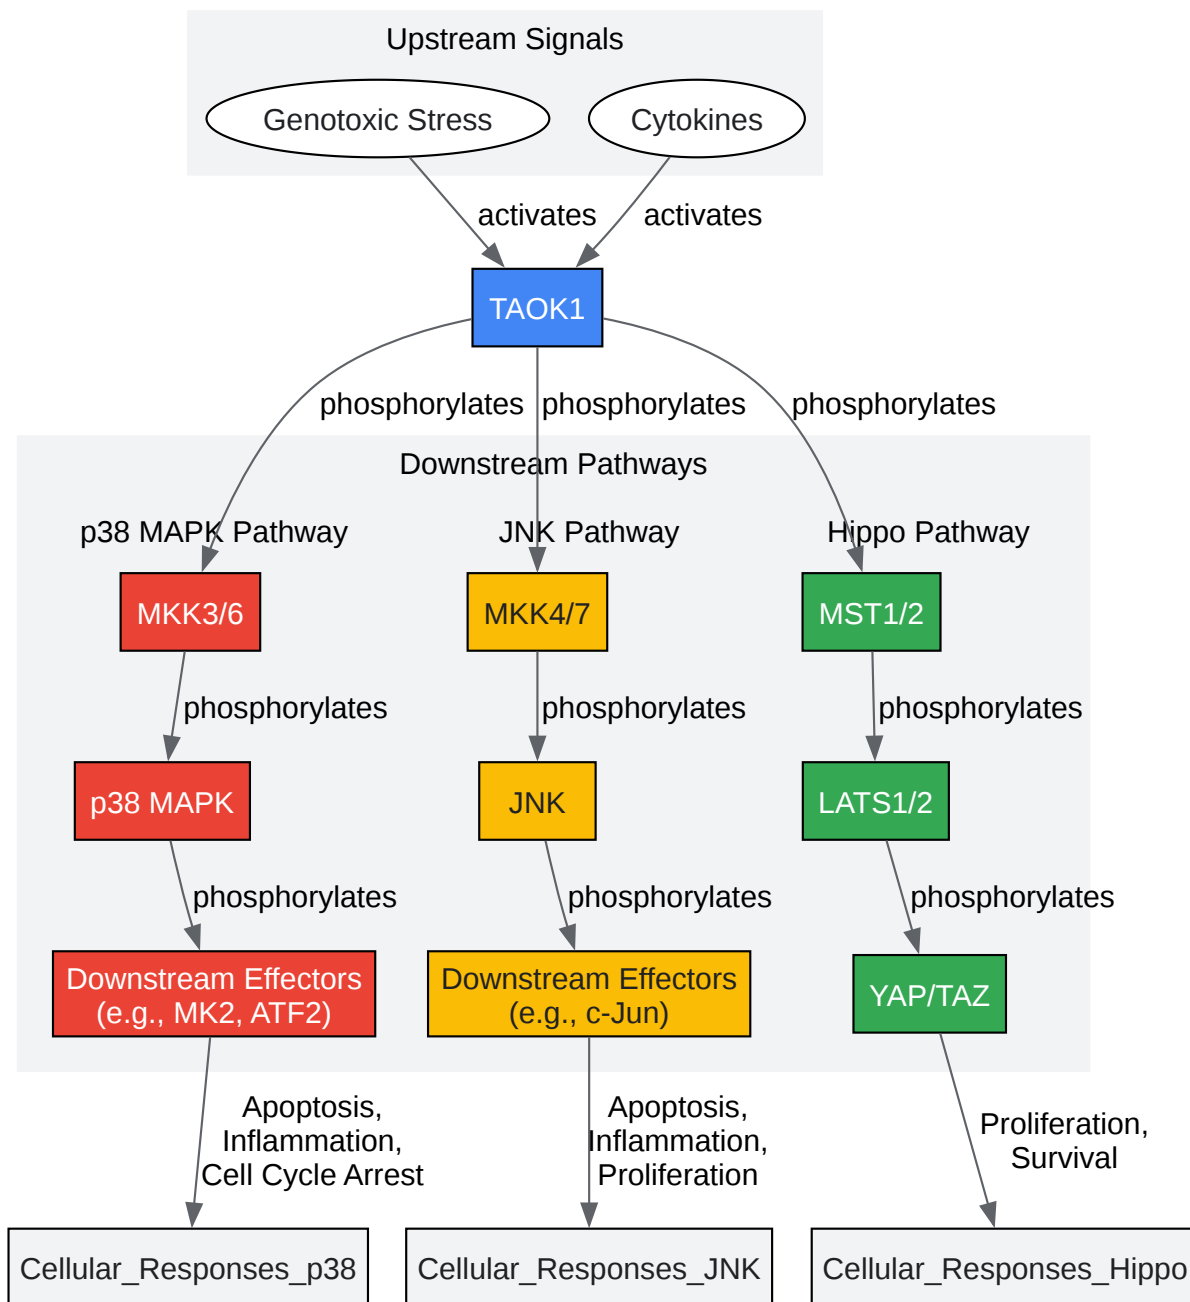 Upstream Signals
Genotoxic Stress
Cytokines
activates
activates
TAOK1
phosphorylates
phosphorylates
phosphorylates
Downstream Pathways
p38 MAPK Pathway
JNK Pathway
Hippo Pathway
MKK3/6
MKK4/7
MST1/2
phosphorylates
phosphorylates
phosphorylates
p38 MAPK
JNK
LATS1/2
phosphorylates
phosphorylates
phosphorylates
Downstream Effectors
(e.g., MK2, ATF2)
Downstream Effectors
(e.g., c-Jun)
YAP/TAZ
Apoptosis,
Inflammation,
Cell Cycle Arrest
Apoptosis,
Inflammation,
Proliferation
Proliferation,
Survival
Cellular_Responses_p38
Cellular_Responses_JNK
Cellular_Responses_Hippo